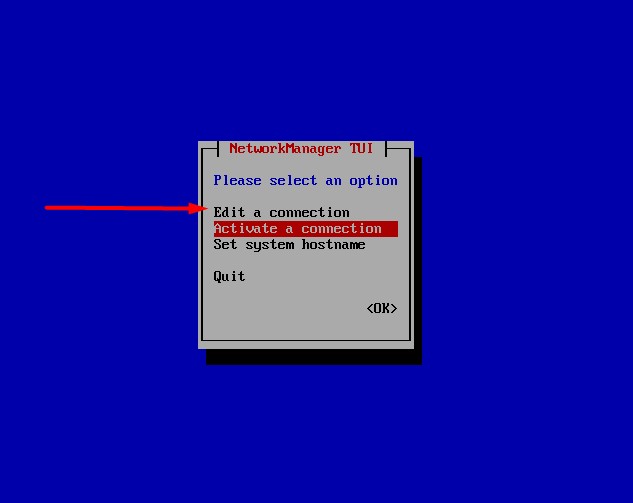 NetworkManager TUI
Please select an option
Edit a connection
Activate a connection
Set system hostname
Quit
<OK>